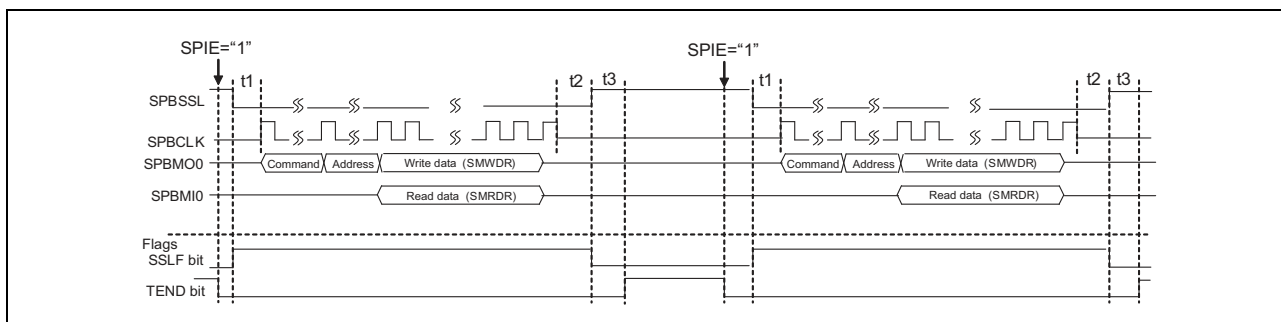 SPIE=“1” SPIE=“1”
t1 t2 t3 t1 t2 t3
SPBSSL
SPBCLK
SPBMO0 Command Address Write data (SMWDR) Command Address Write data (SMWDR)
SPBMI0 Read data (SMRDR) Read data (SMRDR)
Flags
SSLF bit
TEND bit